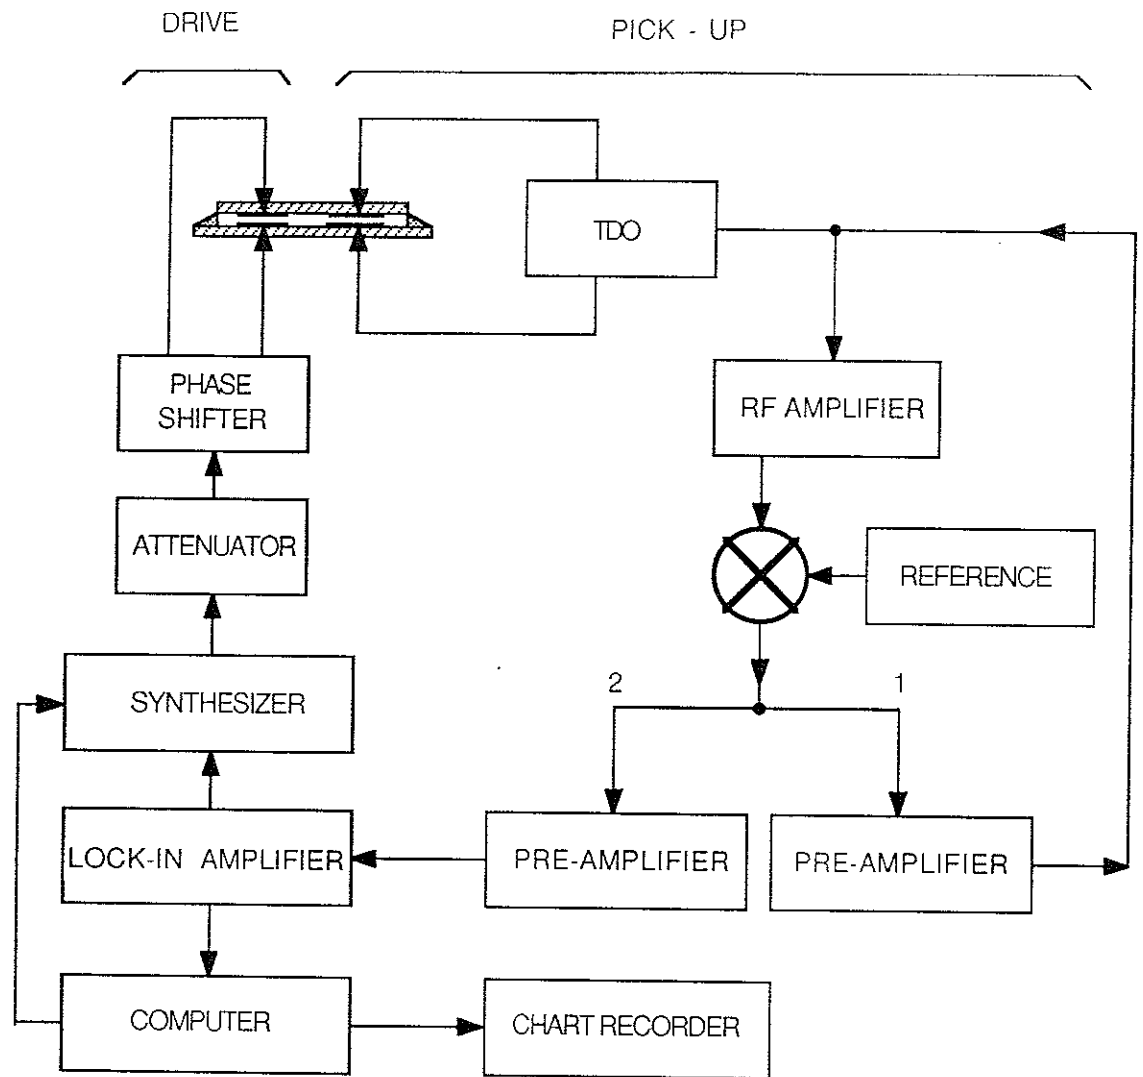 DRIVE
PICK - UP
TDO
PHASE
SHIFTER
RF AMPLIFIER
ATTENUATOR
REFERENCE
SYNTHESIZER
2
1
LOCK-IN AMPLIFIER
PRE-AMPLIFIER
PRE-AMPLIFIER
COMPUTER
CHART RECORDER